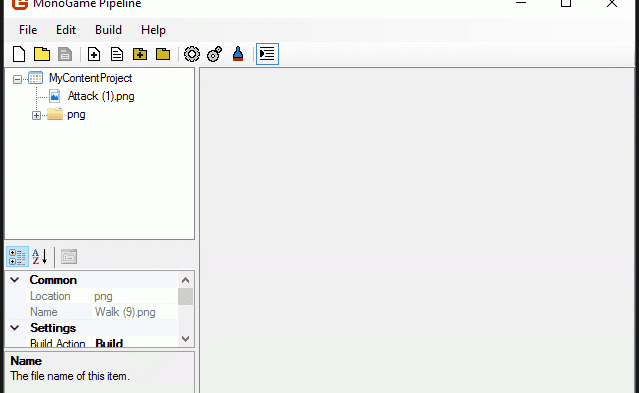 MonoGame Pipeline
File Edit Build Help
MyContentProject
Attack (1).png
png
A
Z
Common
Location png
Name Walk (9).png
Settings
Build Action Build
Name
The file name of this item.